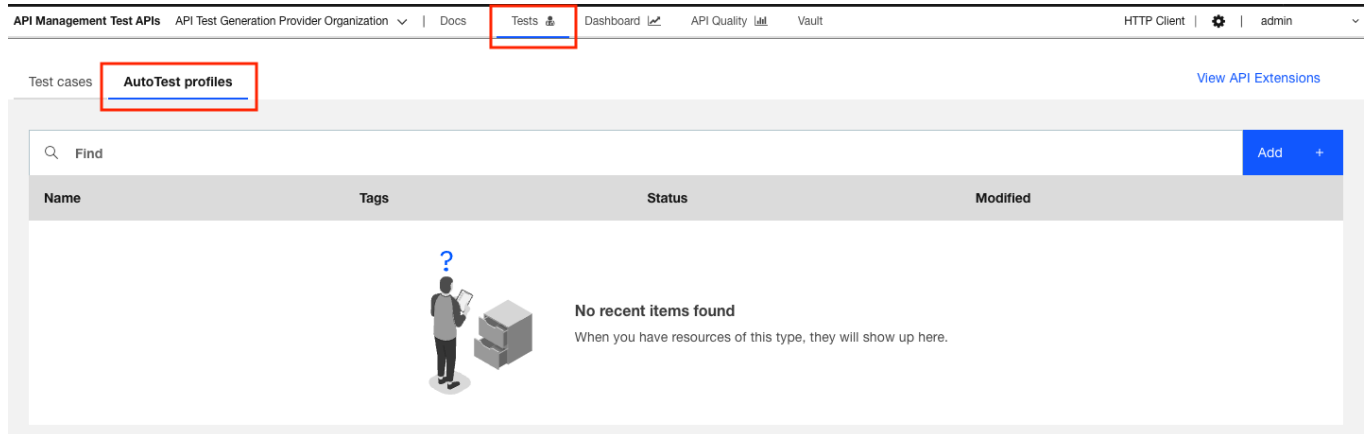 API Management Test APIs API Test Generation Provider Organization | Docs Tests Dashboard API Quality Vault HTTP Client | | admin
Test cases AutoTest profiles View API Extensions
Find Add +
Name Tags Status Modified
?
No recent items found
When you have resources of this type, they will show up here.